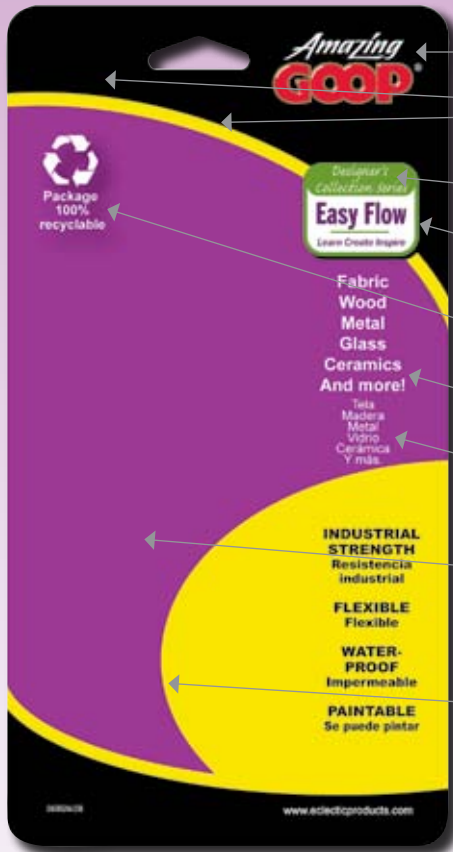 Amazing
GOOP®
Package
100%
recyclable
Designer's
Collection Series
Easy Flow
Learn Create Inspire
Fabric
Wood
Metal
Glass
Ceramics
And more!
Tela
Madera
Metal
Vidrio
Cerámica
Y más.
INDUSTRIAL
STRENGTH
Resistencia
industrial
FLEXIBLE
Flexible
WATER-
PROOF
Impermeable
PAINTABLE
Se puede pintar
www.eclecticproducts.com